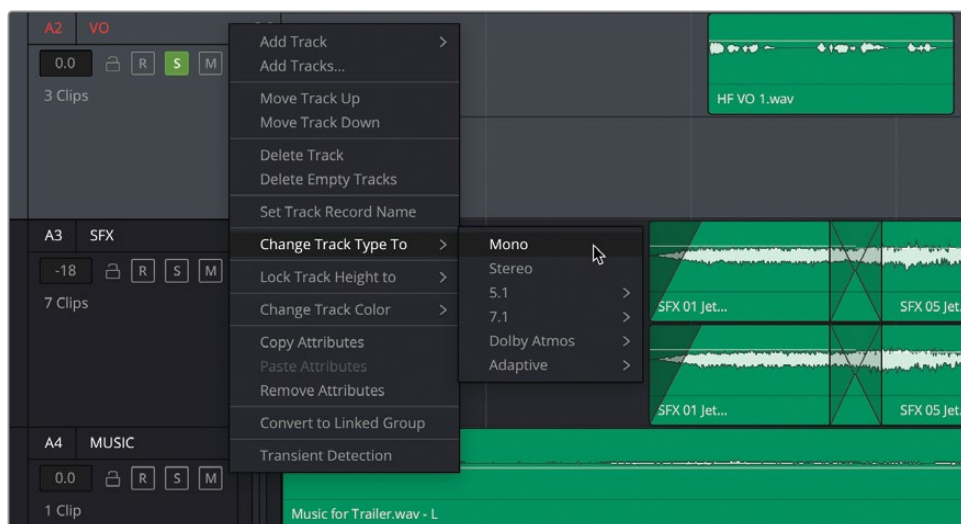 A2 VO
0.0 R S M
3 Clips
Add Track
Add Tracks...
Move Track Up
Move Track Down
Delete Track
Delete Empty Tracks
Set Track Record Name
Change Track Type To
Lock Track Height to
Change Track Color
Copy Attributes
Paste Attributes
Remove Attributes
Convert to Linked Group
Transient Detection
Mono
Stereo
5.1
7.1
Dolby Atmos
Adaptive
HF VO 1.wav
A3 SFX
-18 R S M
7 Clips
SFX 01 Jet... SFX 05 Jet.
SFX 01 Jet... SFX 05 Jet.
A4 MUSIC
0.0 R S M
1 Clip
Music for Trailer.wav - L